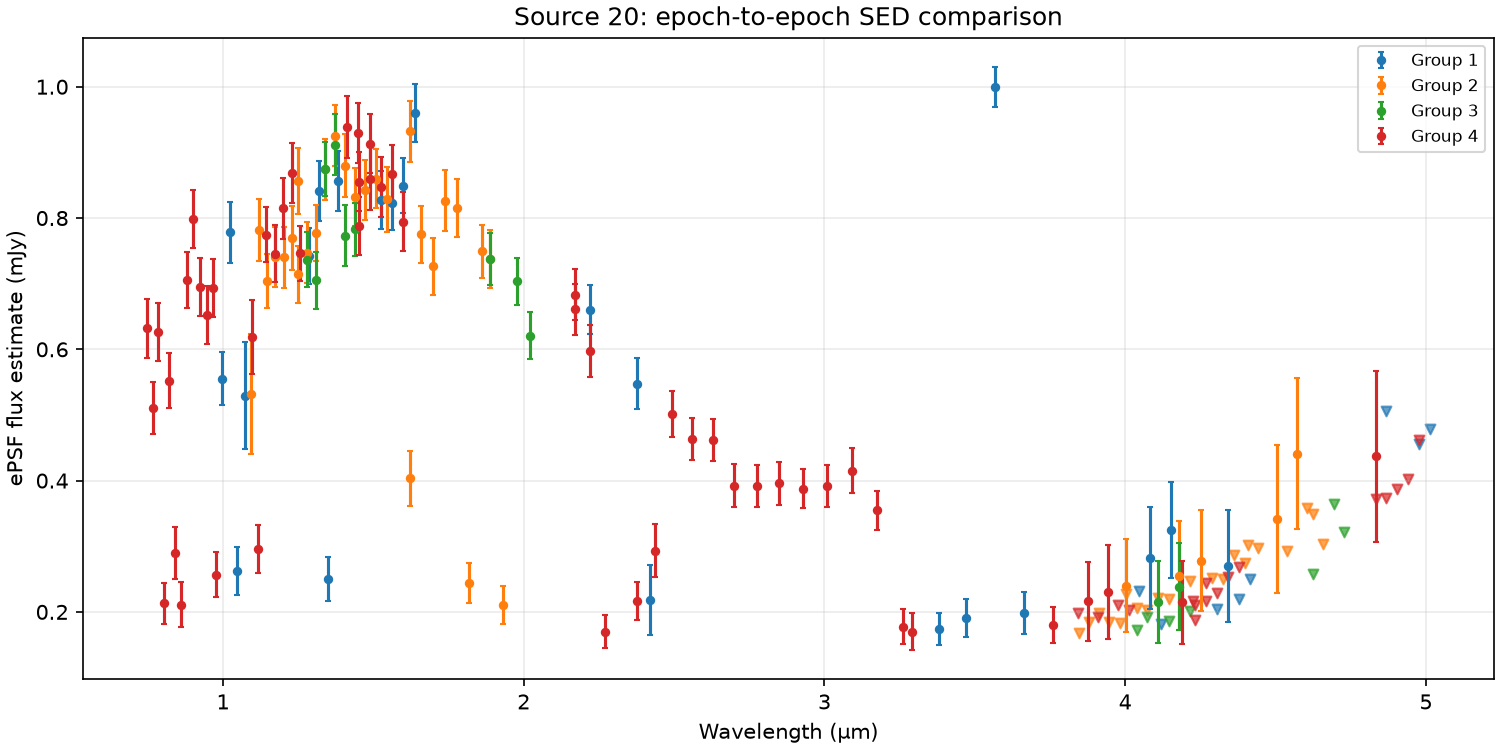 Source 20: epoch-to-epoch SED comparison
ePSF flux estimate (mJy)
1.0
0.8
0.6
0.4
0.2
Group 1
Group 2
Group 3
Group 4
1 2 3 4 5
Wavelength (μm)